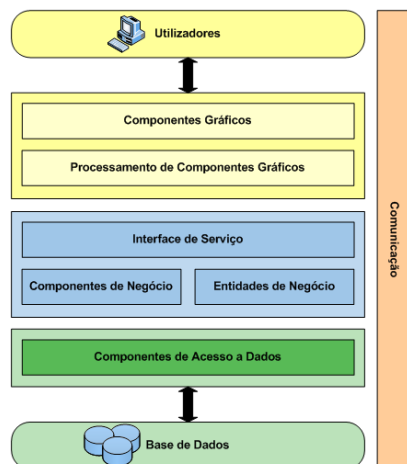 Utilizadores
Componentes Gráficos
Processamento de Componentes Gráficos
Interface de Serviço
Componentes de Negócio
Entidades de Negócio
Componentes de Acesso a Dados
Base de Dados
Comunicação